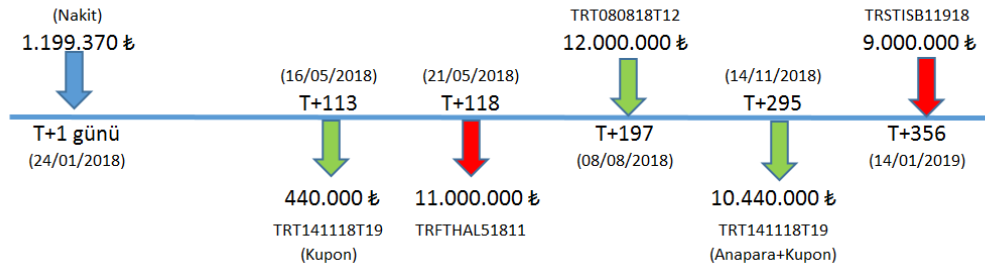 (Nakit)
1.199.370 ₺
T+1 günü
(24/01/2018)
(16/05/2018)
T+113
440.000 ₺
TRT141118T19
(Kupon)
(21/05/2018)
T+118
11.000.000 ₺
TRFTHAL51811
TRT080818T12
12.000.000 ₺
T+197
(08/08/2018)
(14/11/2018)
T+295
10.440.000 ₺
TRT141118T19
(Anapara+Kupon)
TRSTISB11918
9.000.000 ₺
T+356
(14/01/2019)